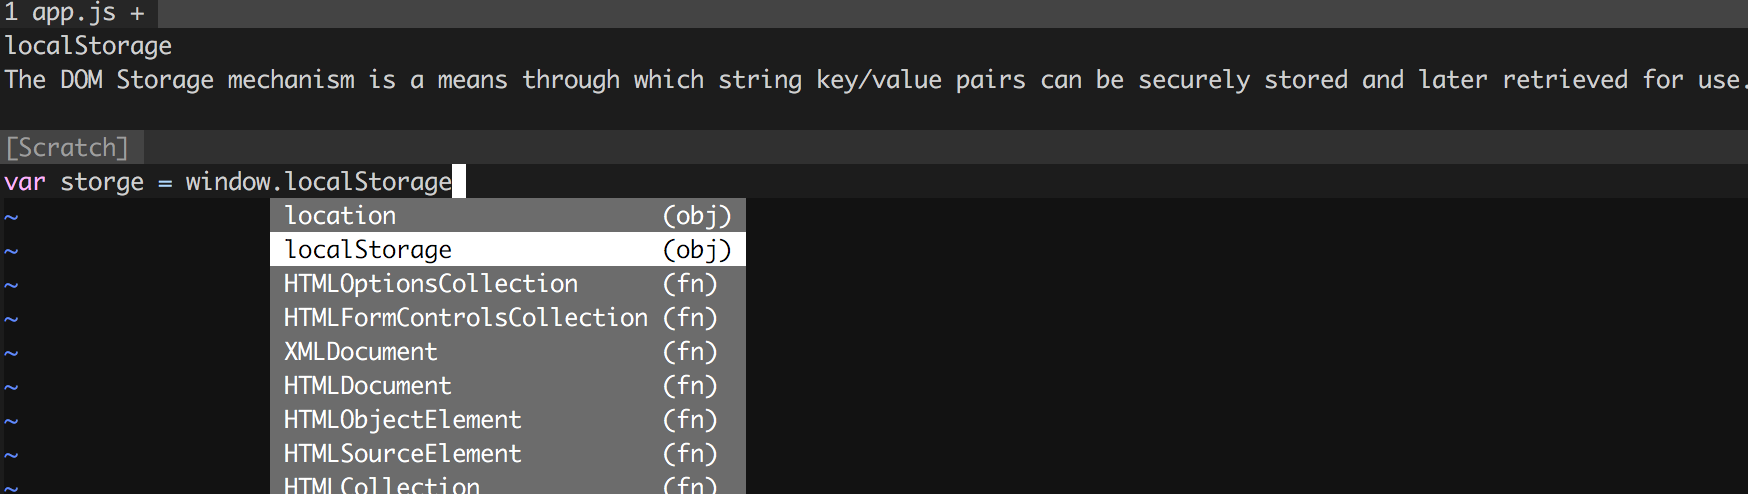 1 app.js +
localStorage
The DOM Storage mechanism is a means through which string key/value pairs can be securely stored and later retrieved for use.
[Scratch]
var storge = window.localStorage
~ location (obj)
~ localStorage (obj)
~ HTMLOptionsCollection (fn)
~ HTMLFormControlsCollection (fn)
~ XMLDocument (fn)
~ HTMLDocument (fn)
~ HTMLObjectElement (fn)
~ HTMLSourceElement (fn)
~ HTMLCollection (fn)